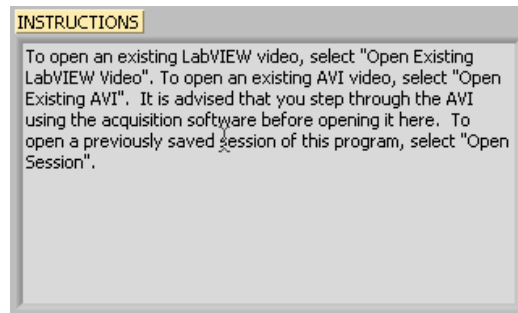 INSTRUCTIONS
To open an existing LabVIEW video, select "Open Existing
LabVIEW Video". To open an existing AVI video, select "Open
Existing AVI".  It is advised that you step through the AVI
using the acquisition software before opening it here.  To
open a previously saved session of this program, select "Open
Session".